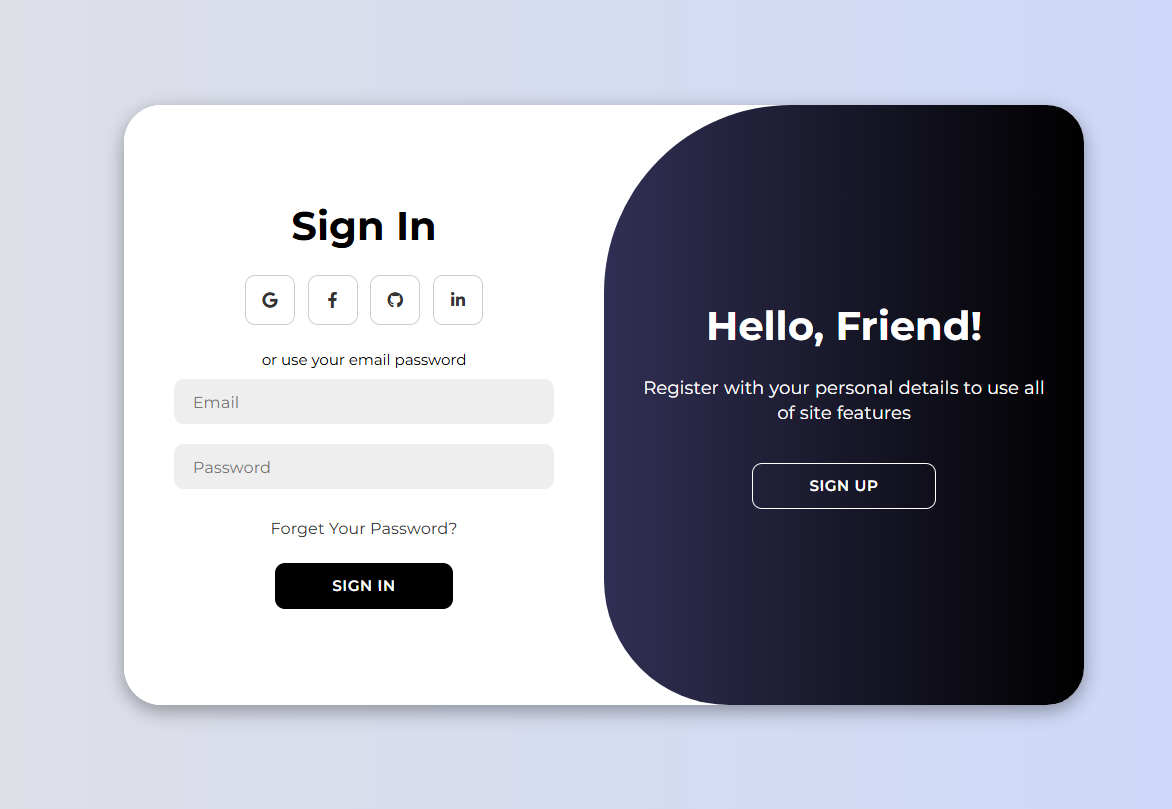 Sign In
or use your email password
Email
Password
Forget Your Password?
SIGN IN
Hello, Friend!
Register with your personal details to use all
of site features
SIGN UP